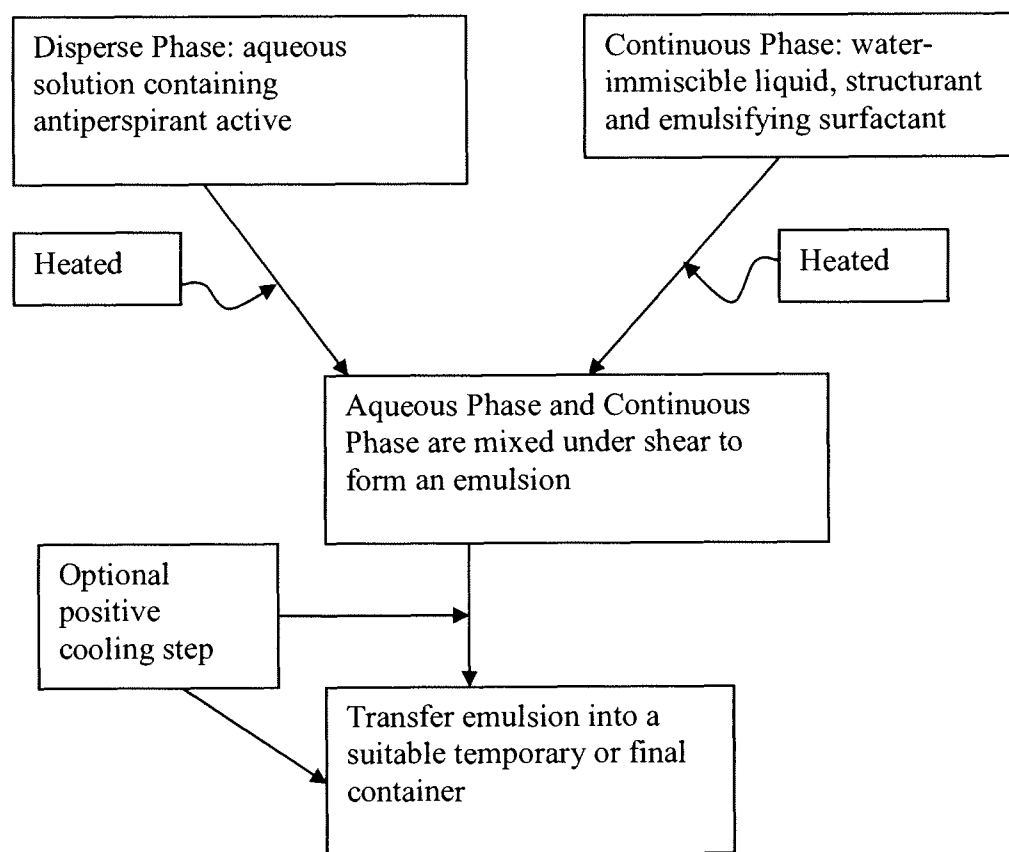 Disperse Phase: aqueous
solution containing
antiperspirant active
Continuous Phase: water-
immiscible liquid, structurant
and emulsifying surfactant
Heated
Heated
Aqueous Phase and Continuous
Phase are mixed under shear to
form an emulsion
Optional
positive
cooling step
Transfer emulsion into a
suitable temporary or final
container